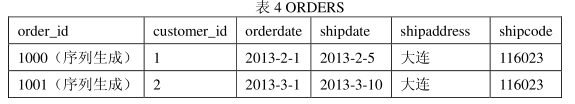 表 4 ORDERS
order_id customer_id orderdate shipdate shipaddress shipcode
1000（序列生成） 1 2013-2-1 2013-2-5 大连 116023
1001（序列生成） 2 2013-3-1 2013-3-10 大连 116023